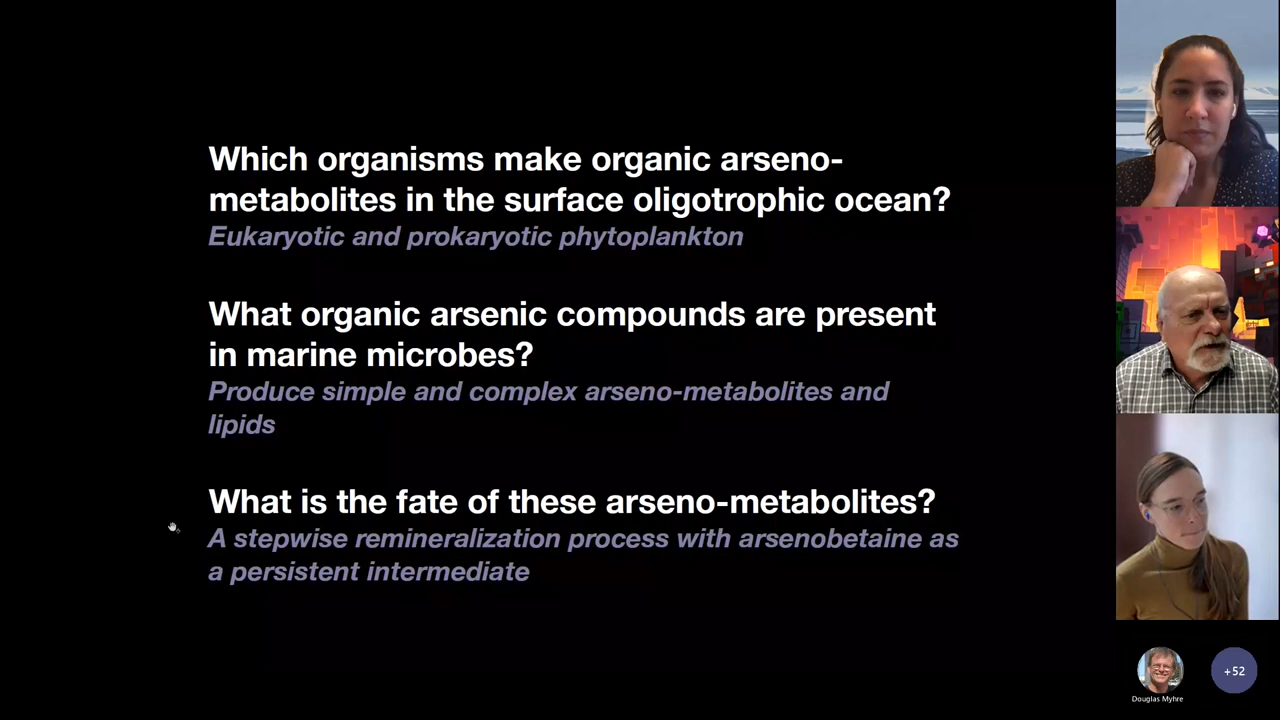 Which organisms make organic arseno-
metabolites in the surface oligotrophic ocean?
Eukaryotic and prokaryotic phytoplankton
What organic arsenic compounds are present
in marine microbes?
Produce simple and complex arseno-metabolites and
lipids
What is the fate of these arseno-metabolites?
A stepwise remineralization process with arsenobetaine as
a persistent intermediate
Douglas Myhre
+52